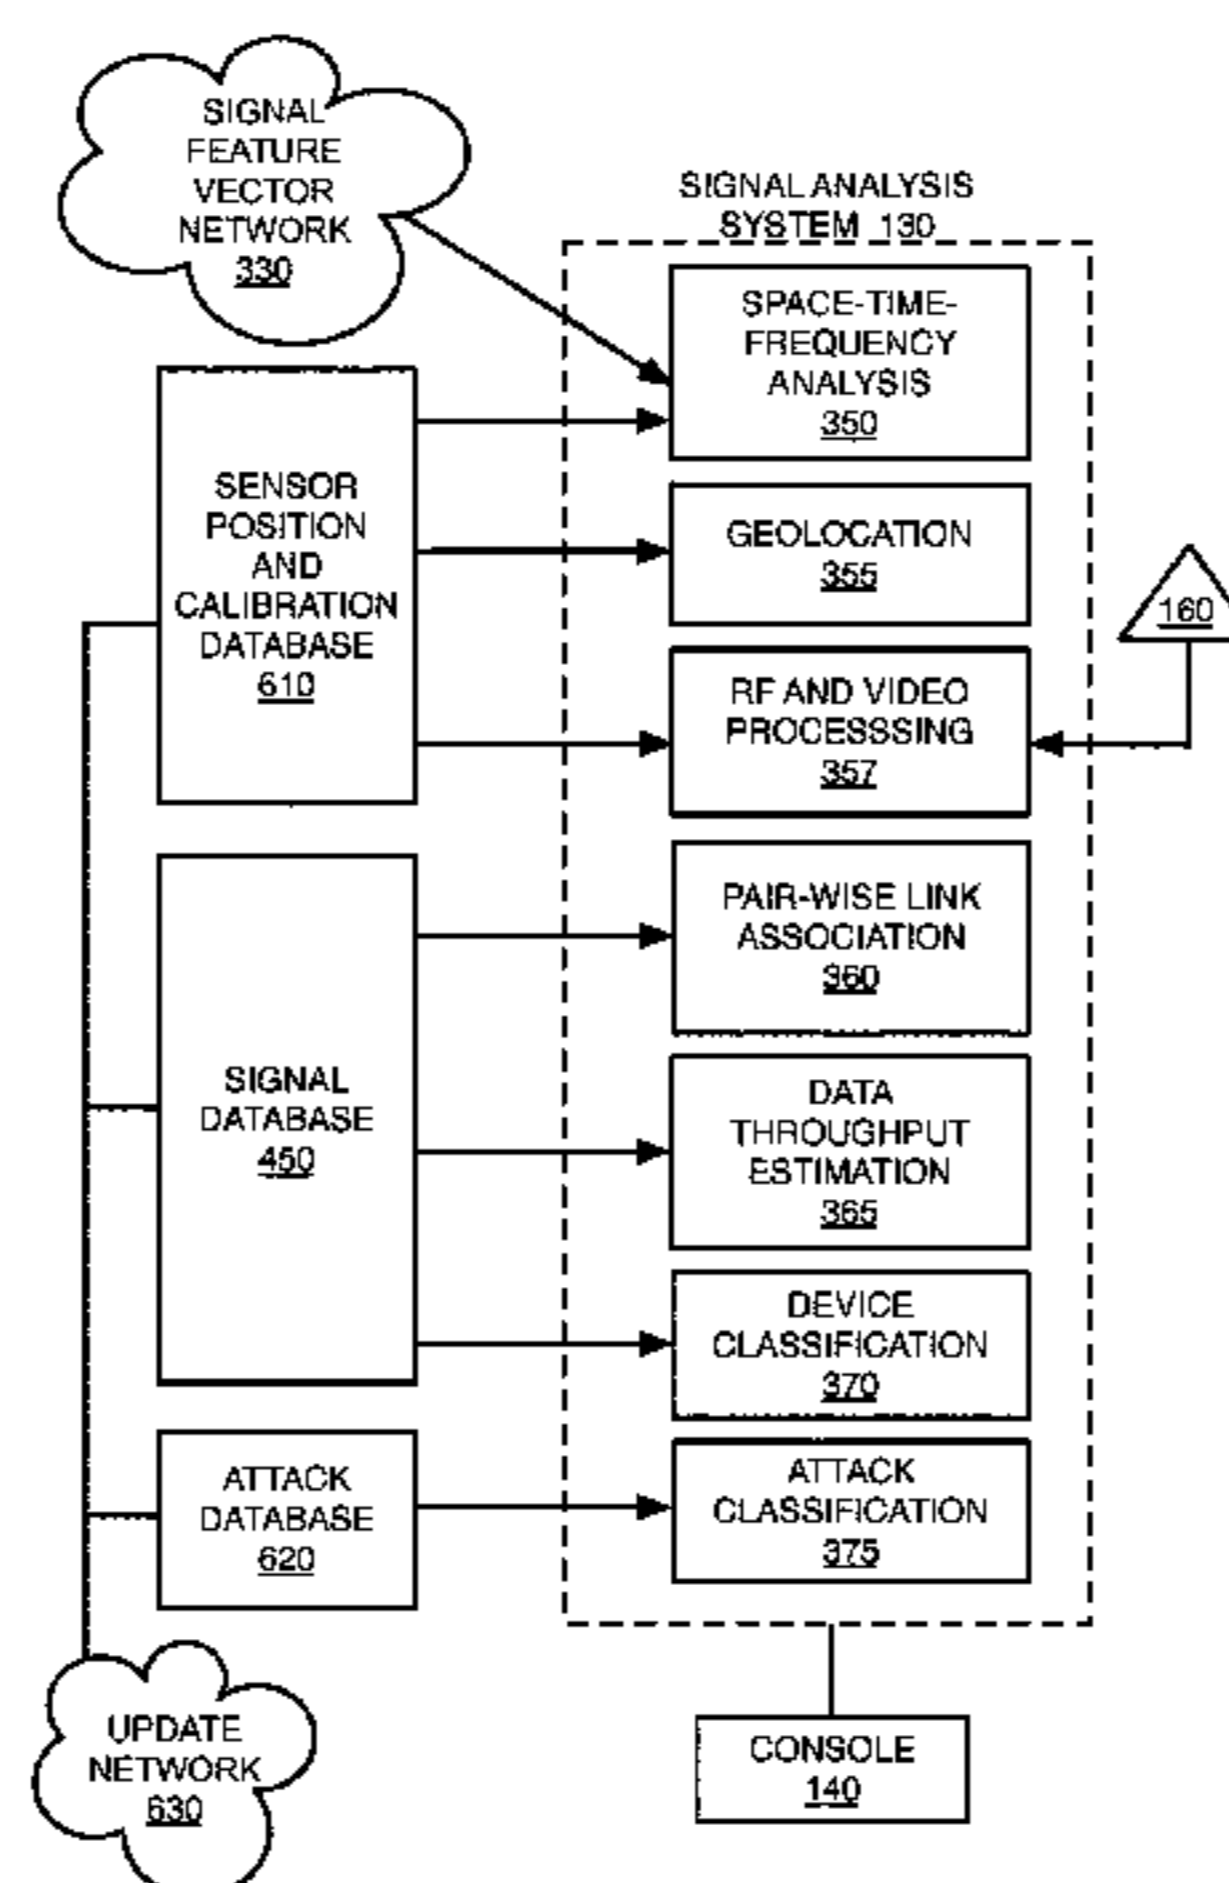 SIGNAL
FEATURE
VECTOR
NETWORK
330
SIGNAL ANALYSIS
SYSTEM 130
SPACE-TIME-
FREQUENCY
ANALYSIS
350
SENSOR
POSITION
AND
CALIBRATION
DATABASE
610
GEOLOCATION
355
160
RF AND VIDEO
PROCESSSING
357
PAIR-WISE LINK
ASSOCIATION
360
SIGNAL
DATABASE
450
DATA
THROUGHPUT
ESTIMATION
365
DEVICE
CLASSIFICATION
370
ATTACK
DATABASE
620
ATTACK
CLASSIFICATION
375
UPDATE
NETWORK
630
CONSOLE
140